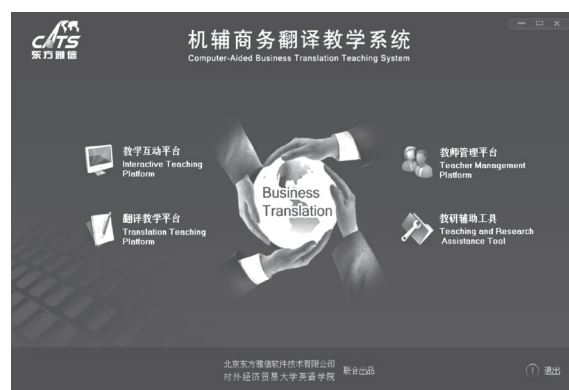 CATS
东方雅信
机辅商务翻译教学系统
Computer-Aided Business Translation Teaching System
教学互动平台
Interactive Teaching
Platform
教师管理平台
Teacher Management
Platform
Business
Translation
翻译教学平台
Translation Teaching
Platform
教研辅助工具
Teaching and Research
Assistance Tool
北京东方雅信软件技术有限公司
对外经济贸易大学英语学院
联合出品
退出